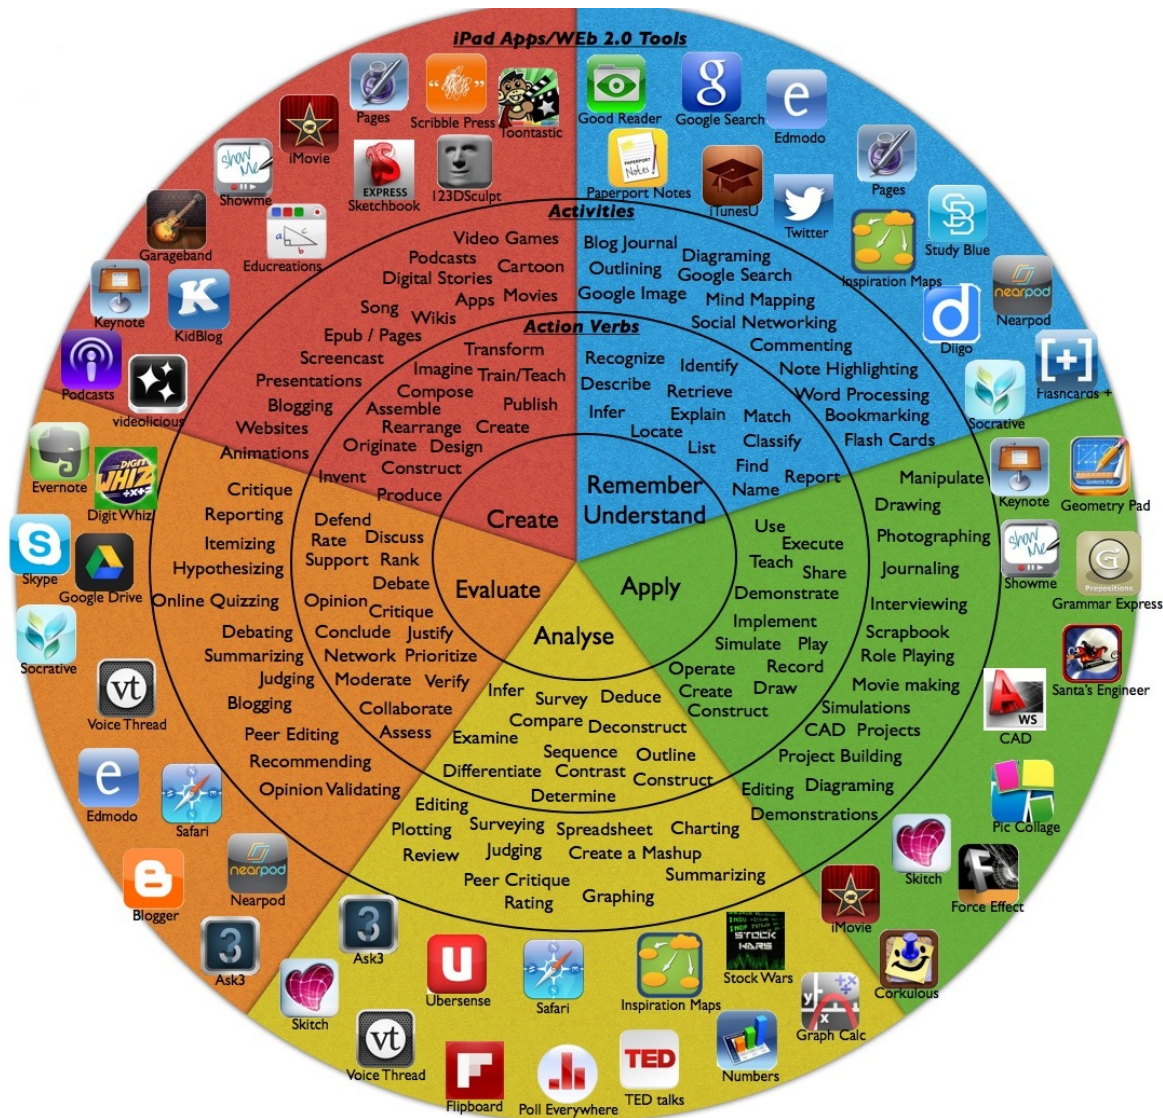 iPad Apps/WEb 2.0 Tools
Pages
Scribble Press
Toontastic
iMovie
Showme
EXPRESS
Sketchbook
123DSculpt
Garageband
Educreations
Keynote
KidBlog
Podcasts
videolicious
Good Reader
Google Search
Edmodo
Paperport Notes
iTunesU
Twitter
Pages
Study Blue
Inspiration Maps
Nearpod
Diigo
Flashcards +
Socrative
Activities
Video Games
Podcasts
Cartoon
Digital Stories
Apps
Movies
Song
Wikis
Epub / Pages
Screencast
Presentations
Blogging
Websites
Animations
Blog Journal
Diagraming
Outlining
Google Search
Google Image
Mind Mapping
Social Networking
Commenting
Note Highlighting
Word Processing
Bookmarking
Flash Cards
Action Verbs
Transform
Imagine
Train/Teach
Compose
Publish
Assemble
Rearrange
Create
Originate
Design
Construct
Invent
Produce
Create
Recognize
Identify
Describe
Retrieve
Infer
Explain
Match
Locate
List
Classify
Find
Name
Report
Remember
Understand
Evernote
Digit Whiz
Skype
Google Drive
Socrative
Voice Thread
Edmodo
Safari
Blogger
Nearpod
Ask3
Critique
Reporting
Itemizing
Hypothesizing
Online Quizzing
Debating
Summarizing
Judging
Blogging
Peer Editing
Recommending
Opinion Validating
Defend
Rate
Discuss
Support
Rank
Debate
Opinion
Critique
Conclude
Justify
Network
Prioritize
Moderate
Verify
Collaborate
Assess
Evaluate
Apply
Use
Execute
Teach
Share
Demonstrate
Implement
Simulate
Play
Operate
Record
Create
Draw
Construct
Manipulate
Drawing
Photographing
Journaling
Interviewing
Scrapbook
Role Playing
Movie making
Simulations
CAD Projects
Project Building
Editing
Diagraming
Demonstrations
Keynote
Geometry Pad
Showme
Grammar Express
Santa's Engineer
CAD
Pic Collage
Skitch
Force Effect
iMovie
Corkulous
Analyse
Infer
Survey
Deduce
Compare
Deconstruct
Examine
Sequence
Outline
Differentiate
Contrast
Construct
Determine
Editing
Plotting
Surveying
Spreadsheet
Charting
Review
Judging
Create a Mashup
Summarizing
Peer Critique
Rating
Graphing
Ask3
Skitch
Ubersense
Safari
Inspiration Maps
Stock Wars
Graph Calc
Voice Thread
Flipboard
Poll Everywhere
TED
TED talks
Numbers